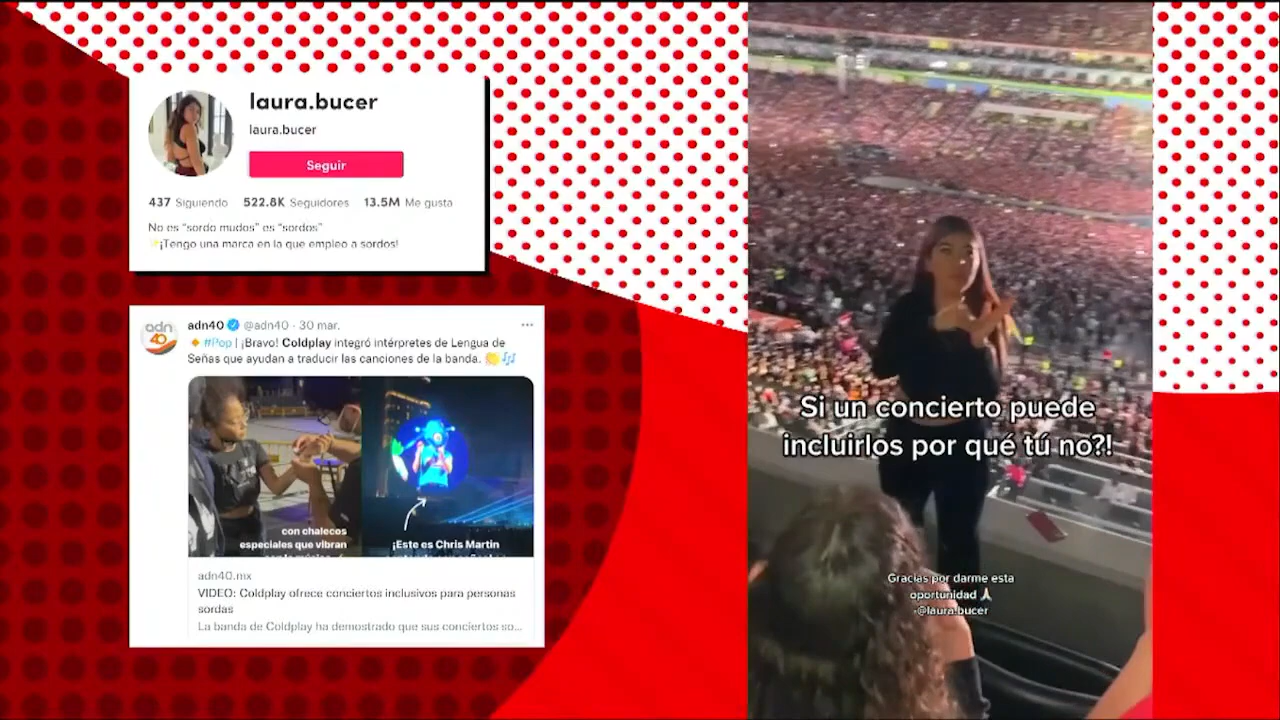 laura.bucer
laura.bucer
Seguir
437 Siguiendo 522.8K Seguidores 13.5M Me gusta
No es "sordo mudos" es "sordos"
¡Tengo una marca en la que empleo a sordos!
adn40 @adn40 · 30 mar.
#Pop | ¡Bravo! Coldplay integró intérpretes de Lengua de
Señas que ayudan a traducir las canciones de la banda.
con chalecos
especiales que vibran
¡Este es Chris Martin
adn40.mx
VIDEO: Coldplay ofrece conciertos inclusivos para personas
sordas
La banda de Coldplay ha demostrado que sus conciertos so...
Si un concierto puede
incluirlos por qué tú no?!
Gracias por darme esta
oportunidad 🙏🏻
-@laura.bucer